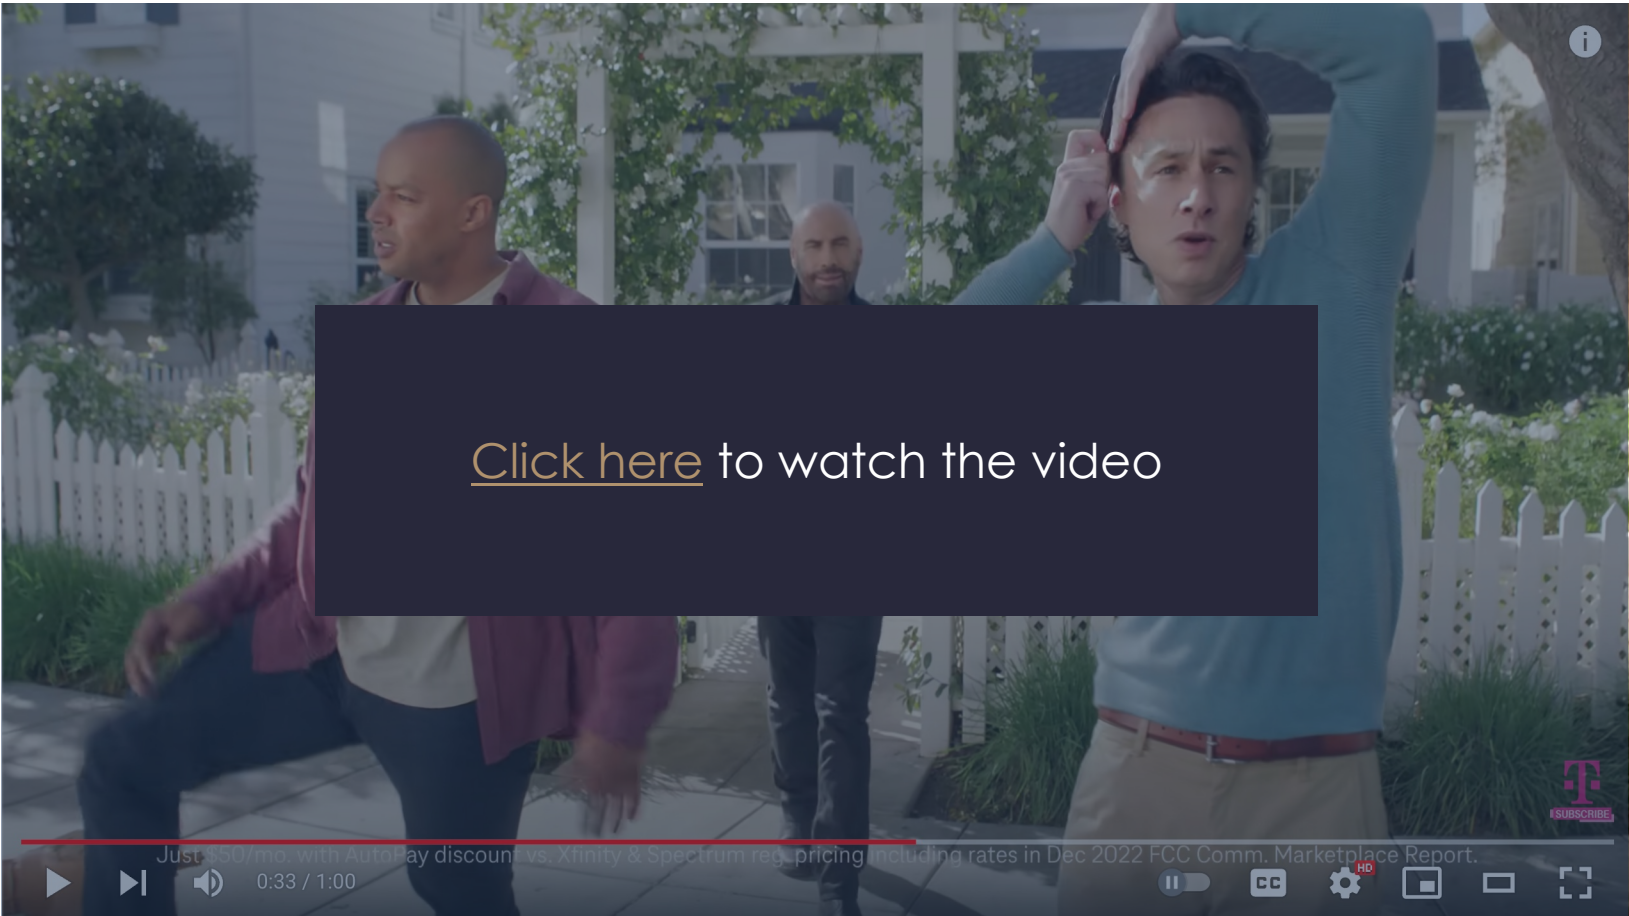 Click here to watch the video
T
SUBSCRIBE
Just $50/mo. with AutoPay discount vs. Xfinity & Spectrum reg. pricing including rates in Dec 2022 FCC Comm. Marketplace Report.
0:33 / 1:00
CC
HD